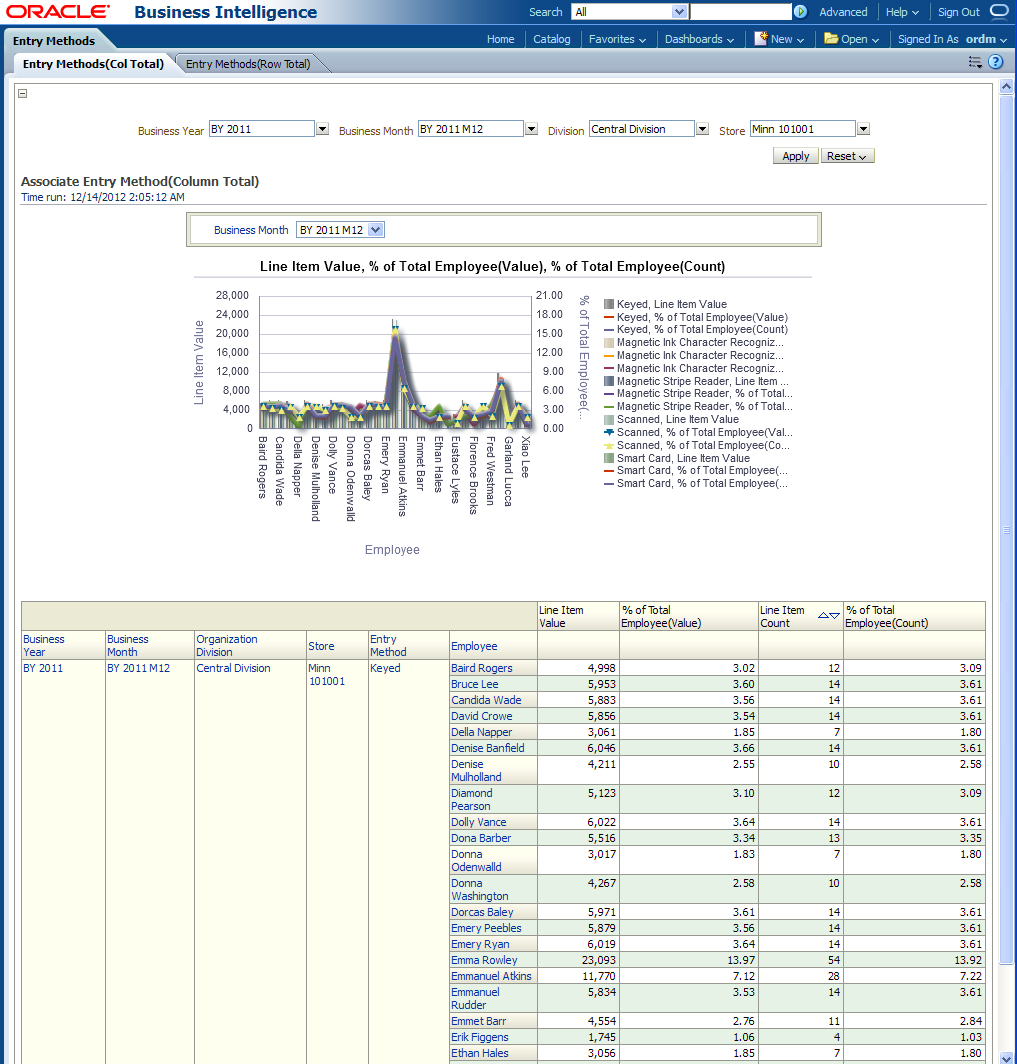 ORACLE Business Intelligence Search All Advanced Help Sign Out
Entry Methods Home Catalog Favorites Dashboards New Open Signed In As ordm
Entry Methods(Col Total) Entry Methods(Row Total)
Business Year BY 2011 Business Month BY 2011 M12 Division Central Division Store Minn 101001
Apply Reset
Associate Entry Method(Column Total)
Time run: 12/14/2012 2:05:12 AM
Business Month BY 2011 M12
Line Item Value, % of Total Employee(Value), % of Total Employee(Count)
Line Item Value
28,000
24,000
20,000
16,000
12,000
8,000
4,000
0
21.00
18.00
15.00
12.00
9.00
6.00
3.00
0.00
% of Total Employee(...
Baird Rogers
Candida Wade
Della Napper
Denise Mulholland
Dolly Vance
Donna Odenwalld
Dorcas Baley
Emery Ryan
Emmanuel Atkins
Emmet Barr
Ethan Hales
Eustace Lyles
Florence Brooks
Fred Westman
Garland Lucca
Xiao Lee
Employee
Keyed, Line Item Value
Keyed, % of Total Employee(Value)
Keyed, % of Total Employee(Count)
Magnetic Ink Character Recogniz...
Magnetic Ink Character Recogniz...
Magnetic Ink Character Recogniz...
Magnetic Stripe Reader, Line Item ...
Magnetic Stripe Reader, % of Total...
Magnetic Stripe Reader, % of Total...
Scanned, Line Item Value
Scanned, % of Total Employee(Val...
Scanned, % of Total Employee(Co...
Smart Card, Line Item Value
Smart Card, % of Total Employee(...
Smart Card, % of Total Employee(...
Line Item % of Total Line Item % of Total
Value Employee(Value) Count Employee(Count)
Business Business Organization Entry
Year Month Division Store Method Employee
BY 2011 BY 2011 M12 Central Division Minn Keyed Baird Rogers 4,998 3.02 12 3.09
101001 Bruce Lee 5,953 3.60 14 3.61
Candida Wade 5,883 3.56 14 3.61
David Crowe 5,856 3.54 14 3.61
Della Napper 3,061 1.85 7 1.80
Denise Banfield 6,046 3.66 14 3.61
Denise 4,211 2.55 10 2.58
Mulholland
Diamond 5,123 3.10 12 3.09
Pearson
Dolly Vance 6,022 3.64 14 3.61
Dona Barber 5,516 3.34 13 3.35
Donna 3,017 1.83 7 1.80
Odenwalld
Donna 4,267 2.58 10 2.58
Washington
Dorcas Baley 5,971 3.61 14 3.61
Emery Peebles 5,879 3.56 14 3.61
Emery Ryan 6,019 3.64 14 3.61
Emma Rowley 23,093 13.97 54 13.92
Emmanuel Atkins 11,770 7.12 28 7.22
Emmanuel 5,834 3.53 14 3.61
Rudder
Emmet Barr 4,554 2.76 11 2.84
Erik Figgens 1,745 1.06 4 1.03
Ethan Hales 3,056 1.85 7 1.80